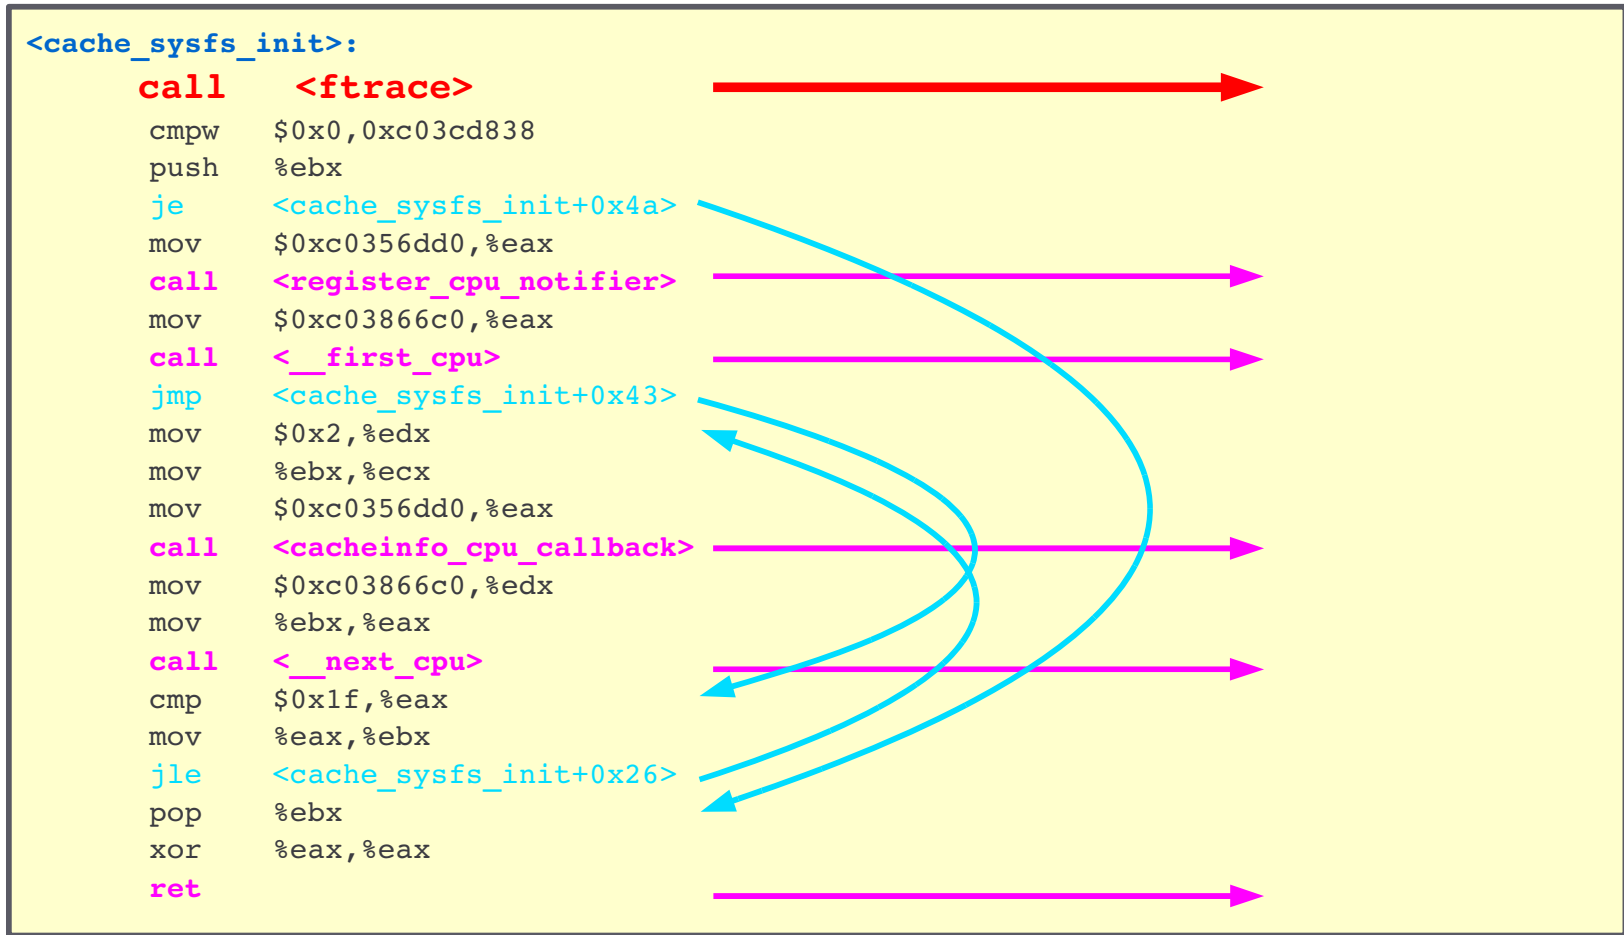 <cache_sysfs_init>:
call <ftrace>
cmpw $0x0,0xc03cd838
push %ebx
je <cache_sysfs_init+0x4a>
mov $0xc0356dd0,%eax
call <register_cpu_notifier>
mov $0xc03866c0,%eax
call <__first_cpu>
jmp <cache_sysfs_init+0x43>
mov $0x2,%edx
mov %ebx,%ecx
mov $0xc0356dd0,%eax
call <cacheinfo_cpu_callback>
mov $0xc03866c0,%edx
mov %ebx,%eax
call <__next_cpu>
cmp $0x1f,%eax
mov %eax,%ebx
jle <cache_sysfs_init+0x26>
pop %ebx
xor %eax,%eax
ret